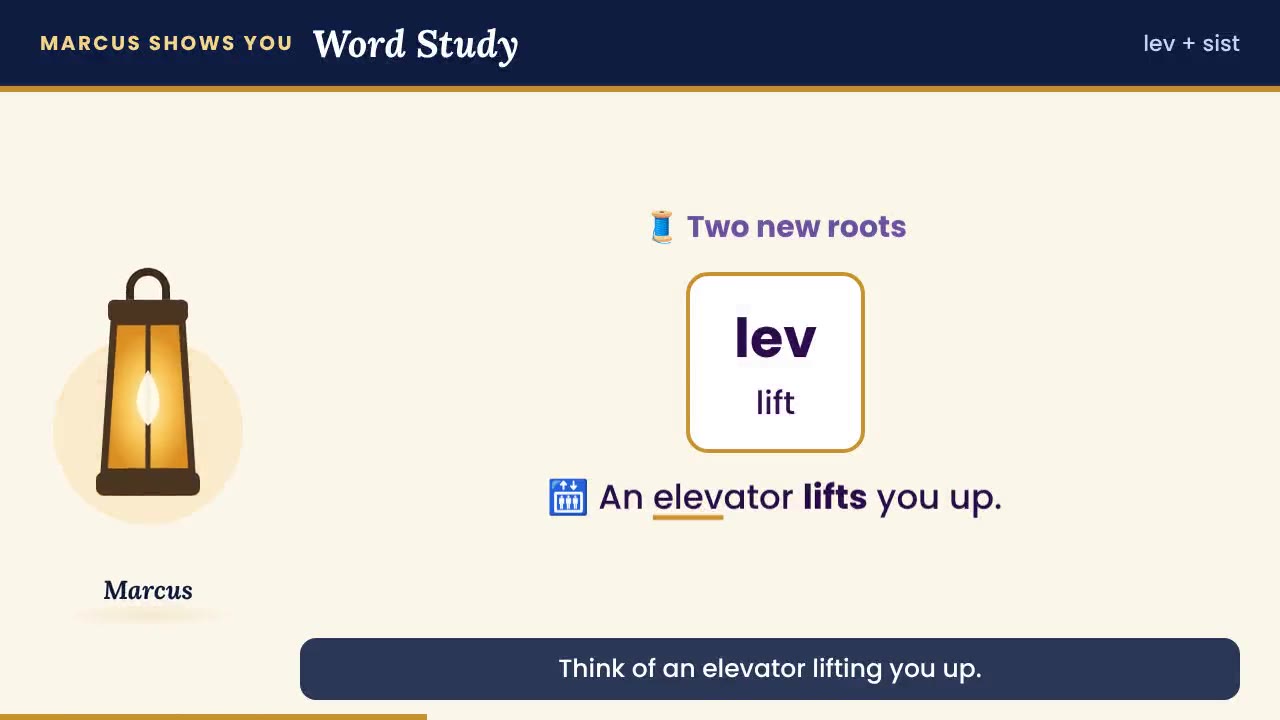 MARCUS SHOWS YOU Word Study
lev + sist
Two new roots
lev
lift
An elevator lifts you up.
Marcus
Think of an elevator lifting you up.